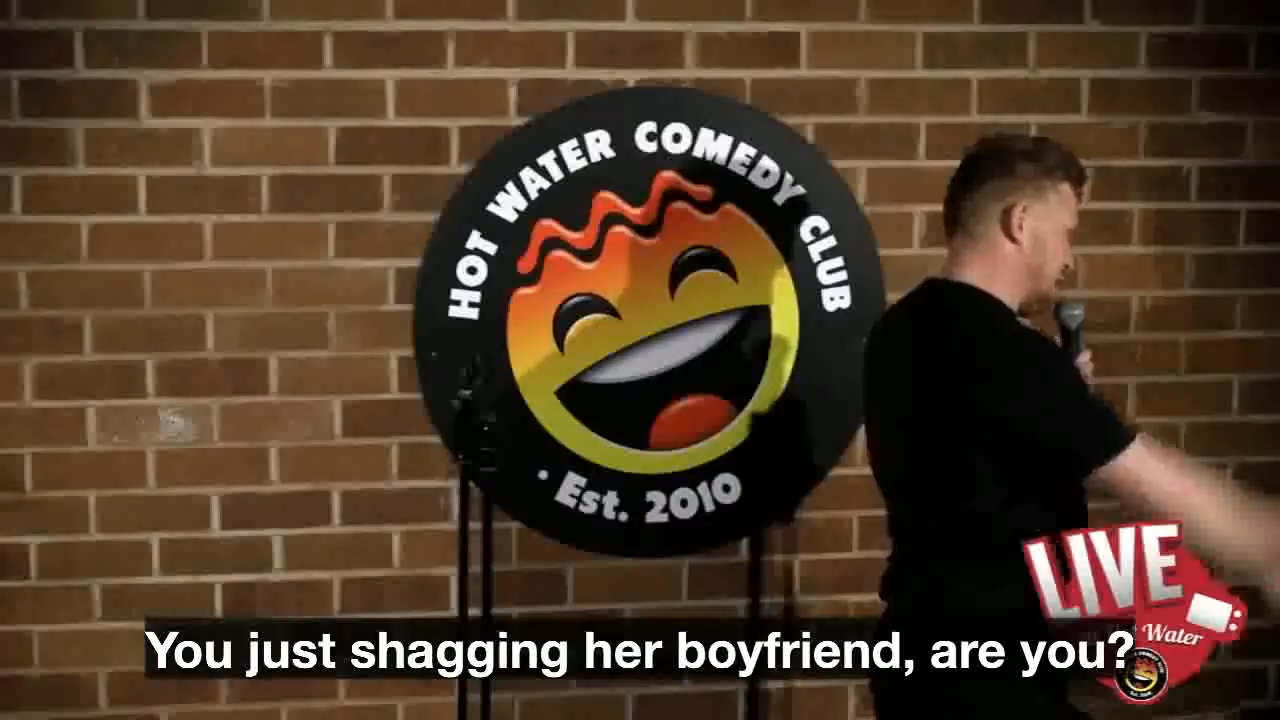 HOT WATER COMEDY CLUB
· Est. 2010
LIVE
Water
You just shagging her boyfriend, are you?